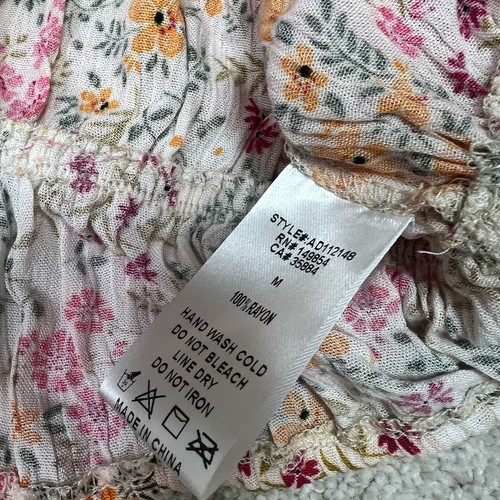 STYLE#:AD112148
RN# 149854
CA# 35884
M
100% RAYON
HAND WASH COLD
DO NOT BLEACH
LINE DRY
DO NOT IRON
MADE IN CHINA